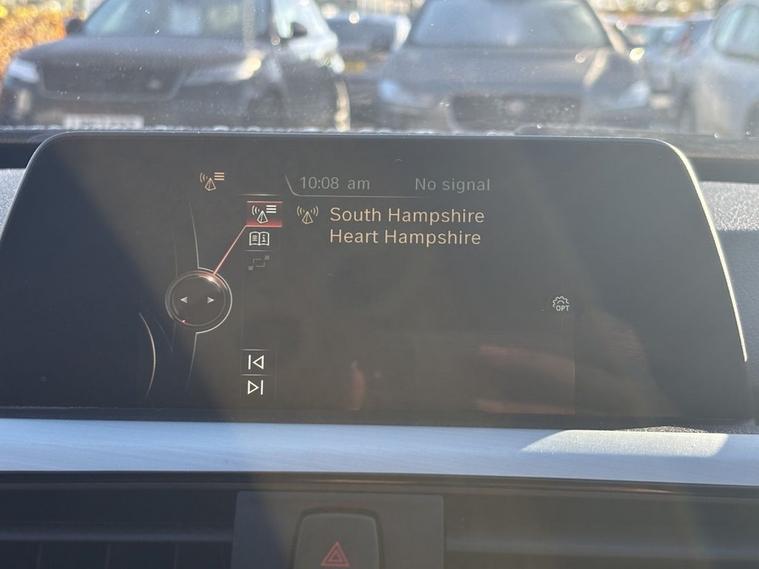 10:08 am No signal
South Hampshire
Heart Hampshire
OPT